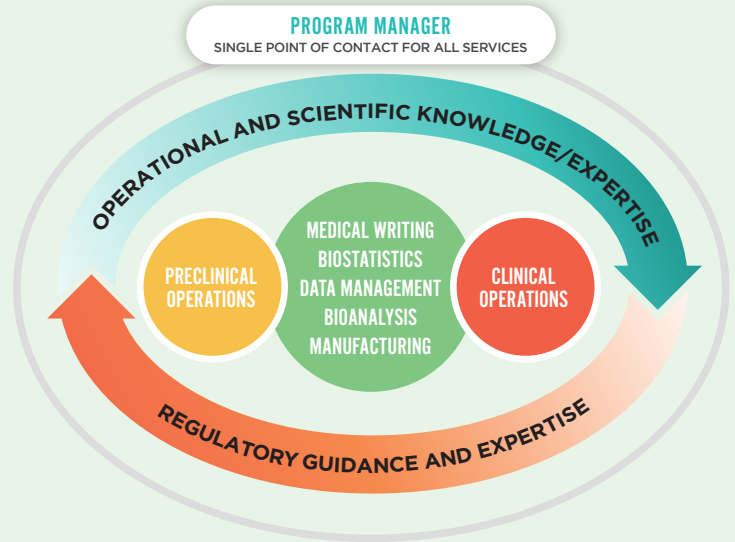 PROGRAM MANAGER
SINGLE POINT OF CONTACT FOR ALL SERVICES
OPERATIONAL AND SCIENTIFIC KNOWLEDGE/EXPERTISE
PRECLINICAL
OPERATIONS
MEDICAL WRITING
BIOSTATISTICS
DATA MANAGEMENT
BIOANALYSIS
MANUFACTURING
CLINICAL
OPERATIONS
REGULATORY GUIDANCE AND EXPERTISE